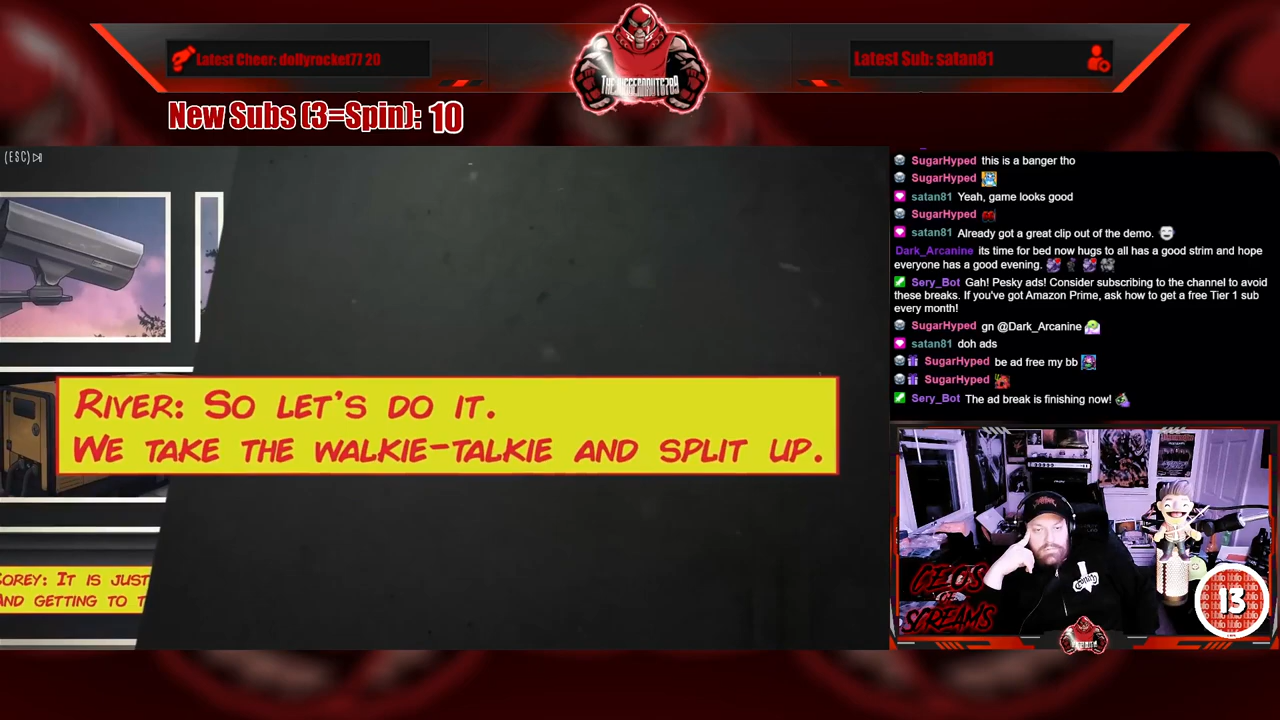 Latest Cheer: dollyrocket77 20
THEJUGGERNAUT6789
Latest Sub: satan81
New Subs (3=Spin): 10
(ESC)
SugarHyped this is a banger tho
SugarHyped
satan81 Yeah, game looks good
SugarHyped
satan81 Already got a great clip out of the demo.
Dark_Arcanine its time for bed now hugs to all has a good strim and hope
everyone has a good evening.
Sery_Bot Gah! Pesky ads! Consider subscribing to the channel to avoid
these breaks. If you've got Amazon Prime, ask how to get a free Tier 1 sub
every month!
SugarHyped gn @Dark_Arcanine
satan81 doh ads
SugarHyped be ad free my bb
SugarHyped
Sery_Bot The ad break is finishing now!
RIVER: SO LET'S DO IT.
WE TAKE THE WALKIE-TALKIE AND SPLIT UP.
OREY: IT IS JUST
AND GETTING TO T
SCREAMS
13